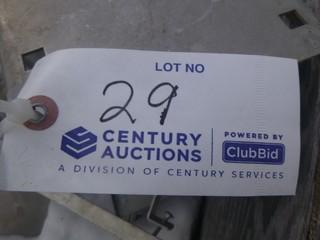 LOT NO
29
CENTURY
AUCTIONS
POWERED BY
ClubBid
A DIVISION OF CENTURY SERVICES